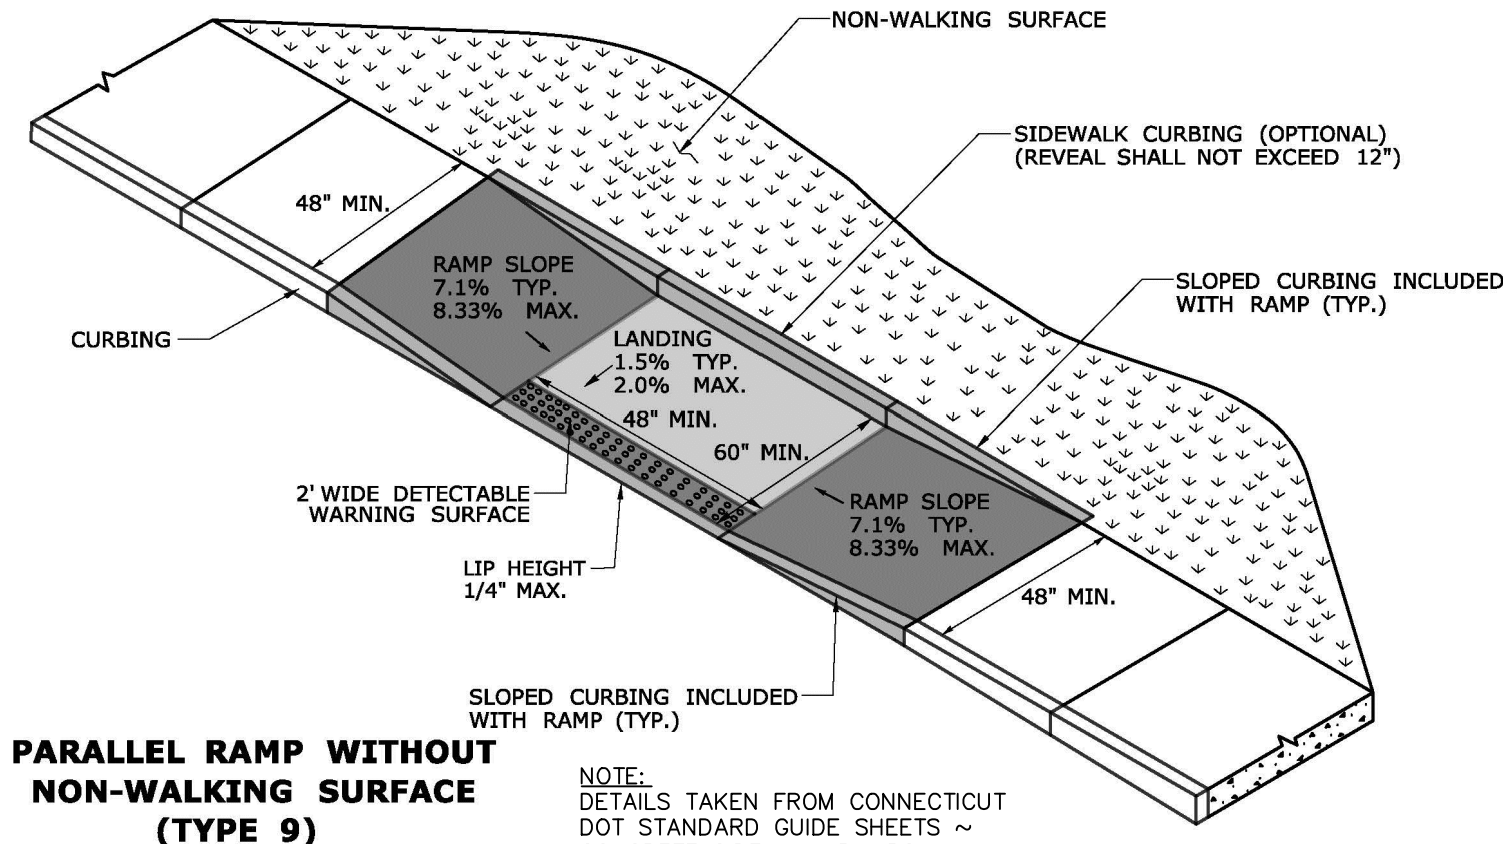 NON-WALKING SURFACE
SIDEWALK CURBING (OPTIONAL)
(REVEAL SHALL NOT EXCEED 12")
48" MIN.
RAMP SLOPE
7.1% TYP.
8.33% MAX.
SLOPED CURBING INCLUDED
WITH RAMP (TYP.)
CURBING
LANDING
1.5% TYP.
2.0% MAX.
48" MIN.
60" MIN.
2' WIDE DETECTABLE
WARNING SURFACE
RAMP SLOPE
7.1% TYP.
8.33% MAX.
LIP HEIGHT
1/4" MAX.
48" MIN.
SLOPED CURBING INCLUDED
WITH RAMP (TYP.)
PARALLEL RAMP WITHOUT
NON-WALKING SURFACE
(TYPE 9)
NOTE:
DETAILS TAKEN FROM CONNECTICUT
DOT STANDARD GUIDE SHEETS ~